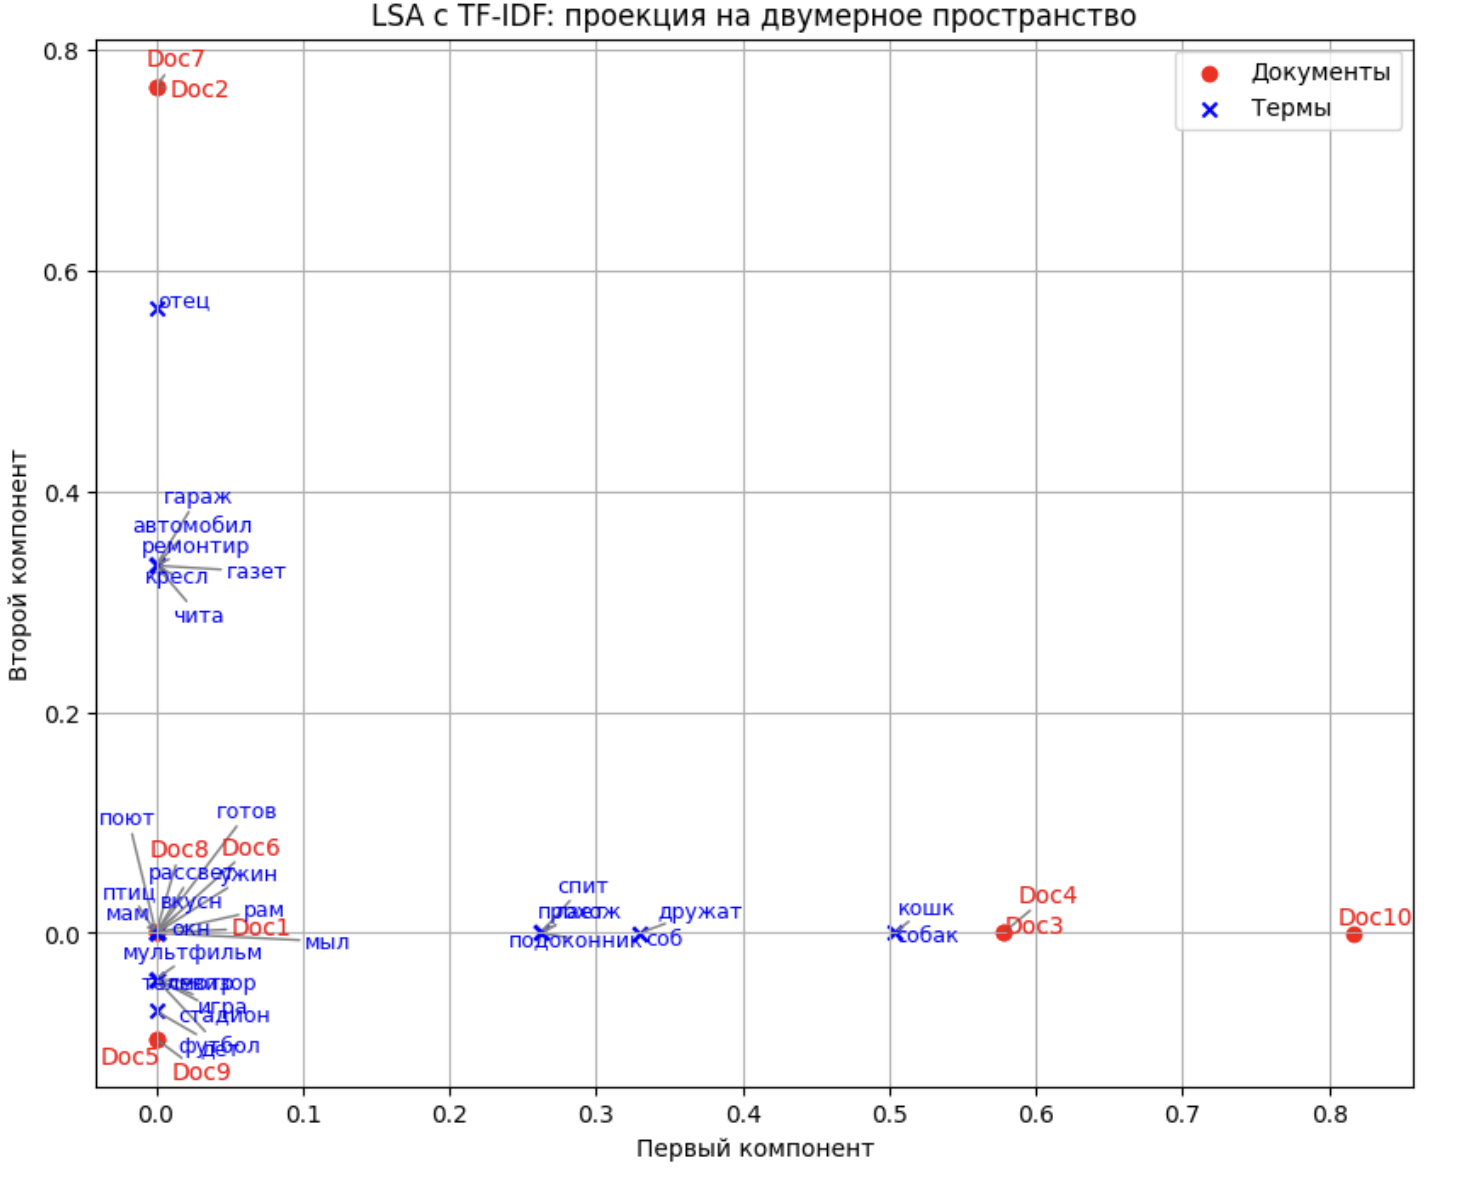 LSA с TF-IDF: проекция на двумерное пространство
0.8
Doc7
Doc2
Документы
Термы
0.6
отец
Второй компонент
0.4
гараж
автомобил
ремонтир
кресл
газет
чита
0.2
поют
готов
Doc8
Doc6
рассвет
ужин
птиц
вкусн
мам
рам
окн
Doc1
мыл
мультфильм
спит
подоконник
дружат
соб
кошк
собак
Doc4
Doc3
Doc10
0.0
игра
стадион
футбол
Doc5
Doc9
0.0
0.1
0.2
0.3
0.4
0.5
0.6
0.7
0.8
Первый компонент